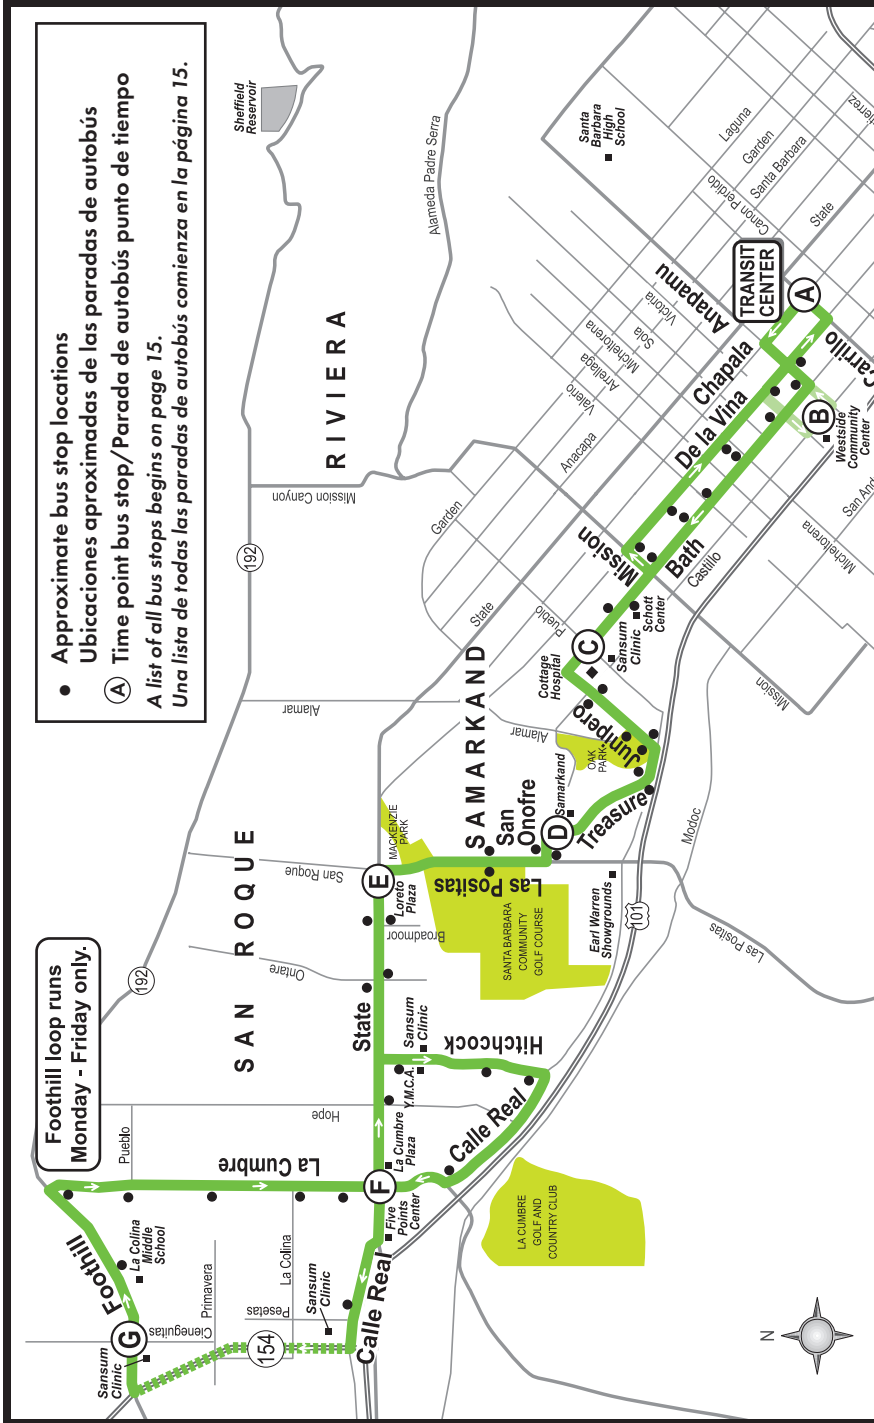 ● Approximate bus stop locations
Ubicaciones aproximadas de las paradas de autobús
Ⓐ Time point bus stop/Parada de autobús punto de tiempo
A list of all bus stops begins on page 15.
Una lista de todas las paradas de autobús comienza en la página 15.
Foothill loop runs
Monday - Friday only.
Sheffield
Reservoir
Alameda Padre Serra
RIVIERA
192
Mission Canyon
Santa
Barbara
High
School
Laguna
Garden
Santa Barbara
Canon Perdido
State
Gutierrez
TRANSIT
CENTER
A
Anapamu
Victoria
Sola
Micheltorena
Arrellaga
Valerio
Chapala
Carrillo
De la Vina
B
Westside
Community
Center
Anacapa
Garden
State
Pueblo
Mission
Bath
Castillo
San And
Micheltorena
Mission
Schott
Center
Sansum
Clinic
C
Cottage
Hospital
Alamar
Alamar
SAMARKAND
Junipero
OAK
PARK
Samarkand
Treasure
D
San
Onofre
MACKENZIE
PARK
Modoc
SAN ROQUE
San Roque
E
Loreto
Plaza
Las Positas
Broadmoor
SANTA BARBARA
COMMUNITY
GOLF COURSE
Earl Warren
Showgrounds
101
Las Positas
192
Ontare
State
Sansum
Clinic
Y.M.C.A.
Hitchcock
Hope
Pueblo
La Cumbre
La Cumbre
Plaza
Calle Real
F
Five
Points
Center
LA CUMBRE
GOLF AND
COUNTRY CLUB
Foothill
La Colina
Middle
School
La Colina
Primavera
Pesetas
Cieneguitas
Sansum
Clinic
Calle Real
154
G
Sansum
Clinic
N